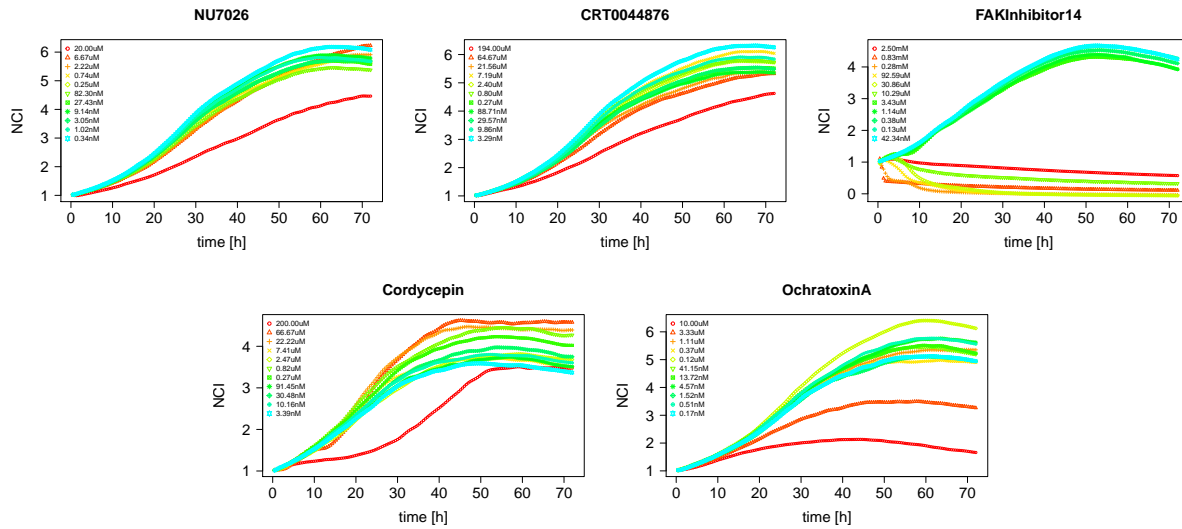 NU7026
NCI
6
5
4
3
2
1
20.00uM
6.67uM
2.22uM
0.74uM
0.25uM
82.30nM
27.43nM
9.14nM
3.05nM
1.02nM
0.34nM
0 10 20 30 40 50 60 70
time [h]
CRT0044876
NCI
6
5
4
3
2
1
194.00uM
64.67uM
21.56uM
7.19uM
2.40uM
0.80uM
0.27uM
88.71nM
29.57nM
9.86nM
3.29nM
0 10 20 30 40 50 60 70
time [h]
FAKInhibitor14
NCI
4
3
2
1
0
2.50mM
0.83mM
0.28mM
92.59uM
30.86uM
10.29uM
3.43uM
1.14uM
0.38uM
0.13uM
42.34nM
0 10 20 30 40 50 60 70
time [h]
Cordycepin
NCI
4
3
2
1
200.00uM
66.67uM
22.22uM
7.41uM
2.47uM
0.82uM
0.27uM
91.45nM
30.48nM
10.16nM
3.39nM
0 10 20 30 40 50 60 70
time [h]
OchratoxinA
NCI
6
5
4
3
2
1
10.00uM
3.33uM
1.11uM
0.37uM
0.12uM
41.15nM
13.72nM
4.57nM
1.52nM
0.51nM
0.17nM
0 10 20 30 40 50 60 70
time [h]